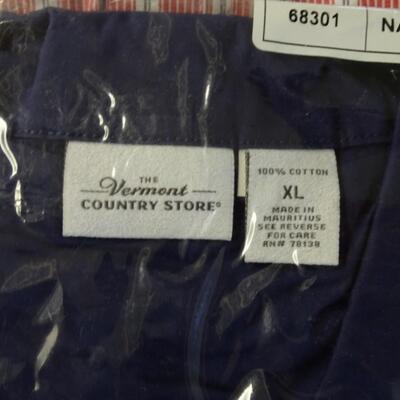 68301 NA
THE
Vermont
COUNTRY STORE®
100% COTTON
XL
MADE IN
MAURITIUS
SEE REVERSE
FOR CARE
RN# 78138